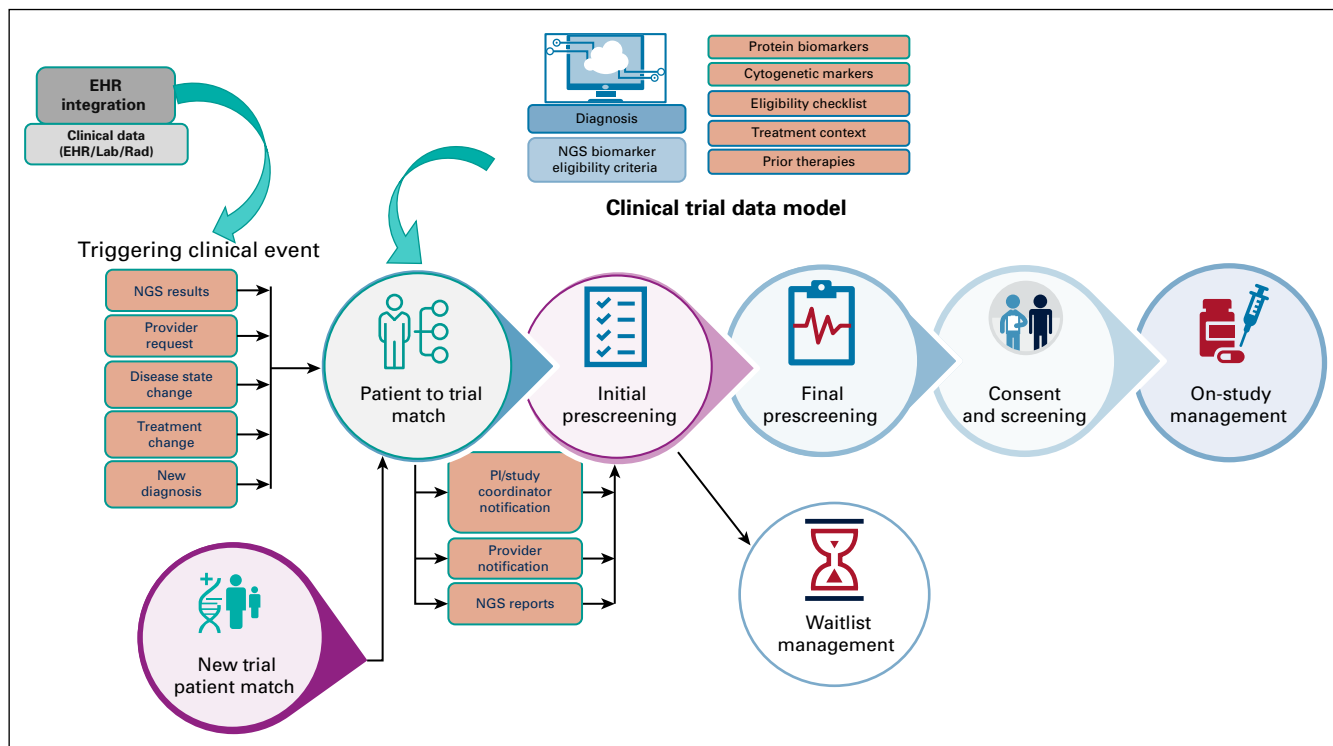 EHR
integration
Clinical data
(EHR/Lab/Rad)
Diagnosis
NGS biomarker
eligibility criteria
Protein biomarkers
Cytogenetic markers
Eligibility checklist
Treatment context
Prior therapies
Clinical trial data model
Triggering clinical event
NGS results
Provider
request
Disease state
change
Treatment
change
New
diagnosis
Patient to trial
match
Initial
prescreening
Final
prescreening
Consent
and screening
On-study
management
PI/study
coordinator
notification
Provider
notification
NGS reports
New trial
patient match
Waitlist
management